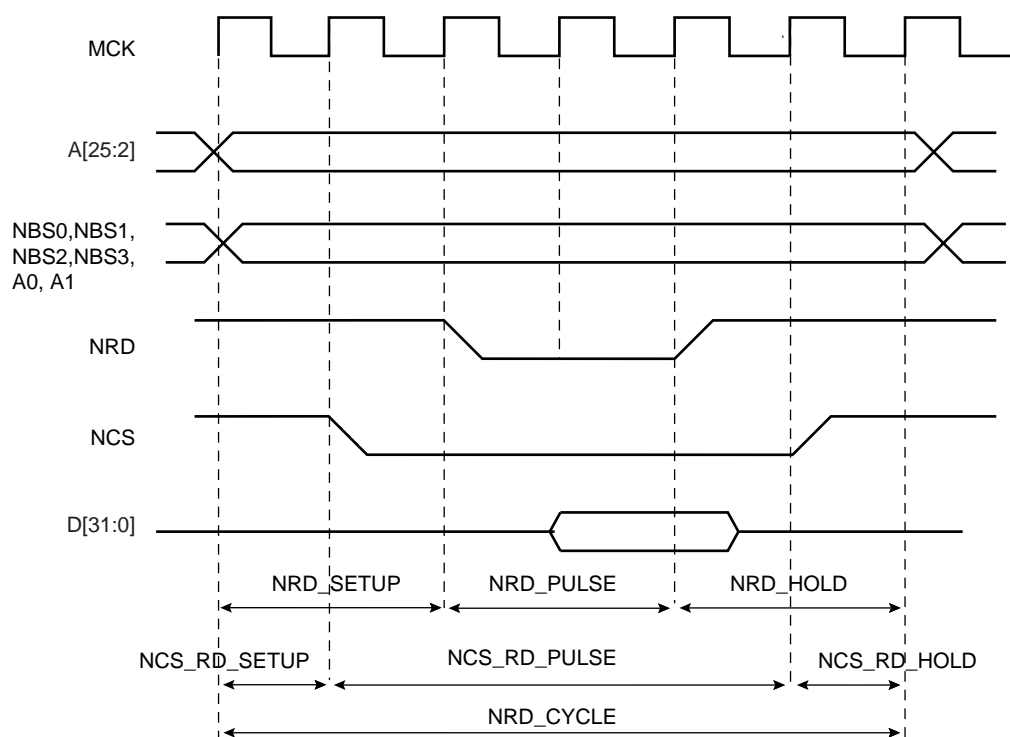 MCK
A[25:2]
NBS0,NBS1,
NBS2,NBS3,
A0, A1
NRD
NCS
D[31:0]
NRD_SETUP
NRD_PULSE
NRD_HOLD
NCS_RD_SETUP
NCS_RD_PULSE
NCS_RD_HOLD
NRD_CYCLE